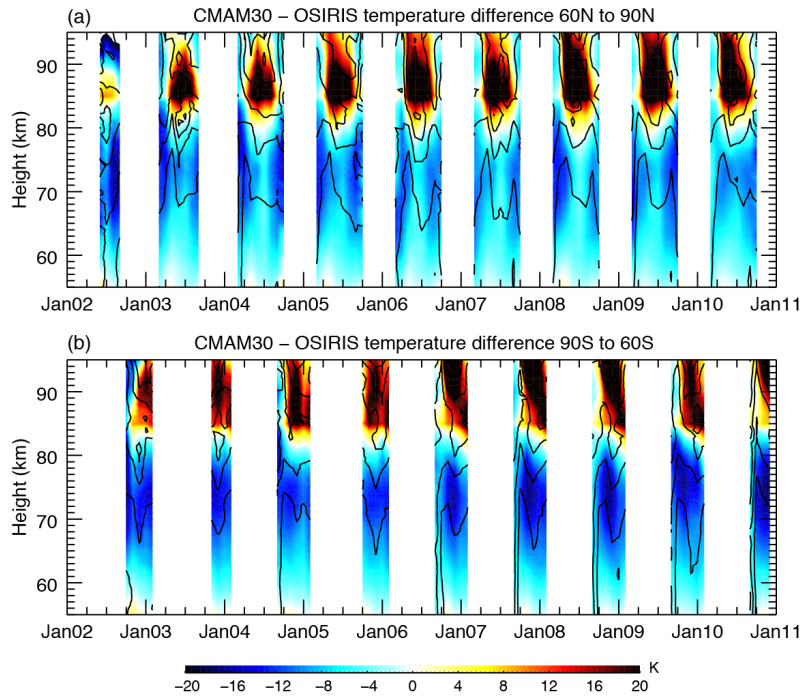 (a) CMAM30 − OSIRIS temperature difference 60N to 90N
90
80
70
60
Height (km)
Jan02 Jan03 Jan04 Jan05 Jan06 Jan07 Jan08 Jan09 Jan10 Jan11
(b) CMAM30 − OSIRIS temperature difference 90S to 60S
90
80
70
60
Height (km)
Jan02 Jan03 Jan04 Jan05 Jan06 Jan07 Jan08 Jan09 Jan10 Jan11
K
−20 −16 −12 −8 −4 0 4 8 12 16 20